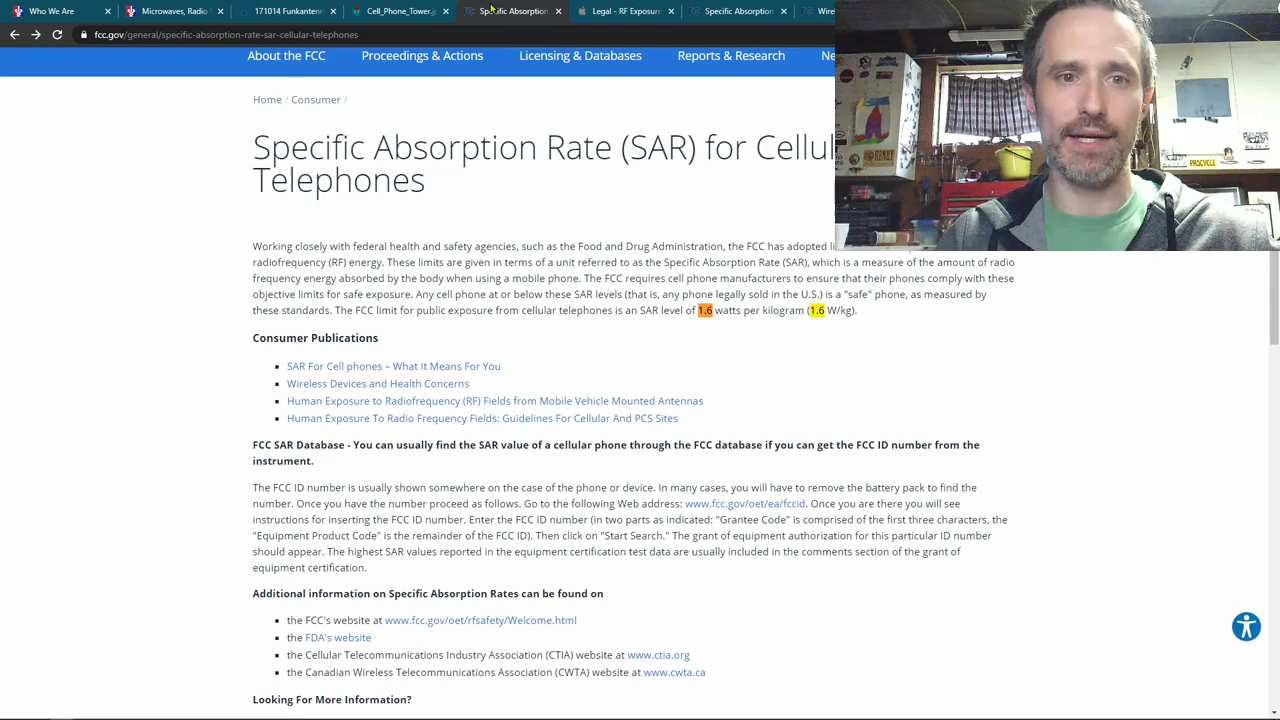 Who We Are
Microwaves, Radio
171014 Funkantenn
Cell_Phone_Tower
Specific Absorption
Legal - RF Exposure
Specific Absorption
Wire
fcc.gov/general/specific-absorption-rate-sar-cellular-telephones
About the FCC
Proceedings & Actions
Licensing & Databases
Reports & Research
Ne
Home / Consumer /
Specific Absorption Rate (SAR) for Cellul
Telephones
Working closely with federal health and safety agencies, such as the Food and Drug Administration, the FCC has adopted li
radiofrequency (RF) energy. These limits are given in terms of a unit referred to as the Specific Absorption Rate (SAR), which is a measure of the amount of radio
frequency energy absorbed by the body when using a mobile phone. The FCC requires cell phone manufacturers to ensure that their phones comply with these
objective limits for safe exposure. Any cell phone at or below these SAR levels (that is, any phone legally sold in the U.S.) is a "safe" phone, as measured by
these standards. The FCC limit for public exposure from cellular telephones is an SAR level of 1.6 watts per kilogram (1.6 W/kg).
Consumer Publications
SAR For Cell phones – What It Means For You
Wireless Devices and Health Concerns
Human Exposure to Radiofrequency (RF) Fields from Mobile Vehicle Mounted Antennas
Human Exposure To Radio Frequency Fields: Guidelines For Cellular And PCS Sites
FCC SAR Database - You can usually find the SAR value of a cellular phone through the FCC database if you can get the FCC ID number from the
instrument.
The FCC ID number is usually shown somewhere on the case of the phone or device. In many cases, you will have to remove the battery pack to find the
number. Once you have the number proceed as follows. Go to the following Web address: www.fcc.gov/oet/ea/fccid. Once you are there you will see
instructions for inserting the FCC ID number. Enter the FCC ID number (in two parts as indicated: "Grantee Code" is comprised of the first three characters, the
"Equipment Product Code" is the remainder of the FCC ID). Then click on "Start Search." The grant of equipment authorization for this particular ID number
should appear. The highest SAR values reported in the equipment certification test data are usually included in the comments section of the grant of
equipment certification.
Additional information on Specific Absorption Rates can be found on
the FCC's website at www.fcc.gov/oet/rfsafety/Welcome.html
the FDA's website
the Cellular Telecommunications Industry Association (CTIA) website at www.ctia.org
the Canadian Wireless Telecommunications Association (CWTA) website at www.cwta.ca
Looking For More Information?
PROCYCLE